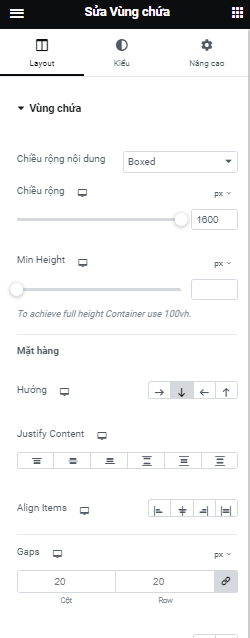 Sửa Vùng chứa
Layout Kiểu Nâng cao
Vùng chứa
Chiều rộng nội dung Boxed
Chiều rộng px
1600
Min Height px
To achieve full height Container use 100vh.
Mặt hàng
Hướng
Justify Content
Align Items
Gaps px
20 20
Cột Row